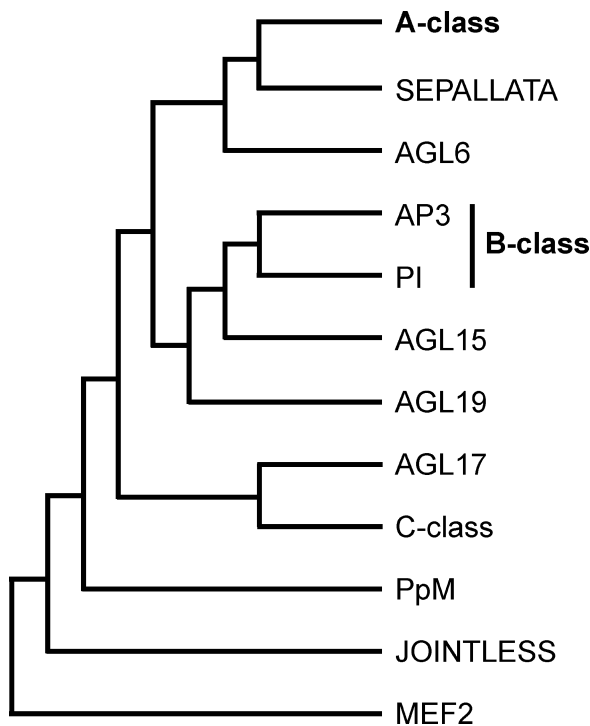 A-class
SEPALLATA
AGL6
AP3
B-class
PI
AGL15
AGL19
AGL17
C-class
PpM
JOINTLESS
MEF2